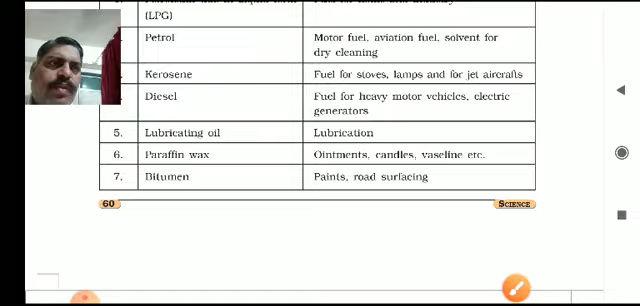 (LPG)
Petrol Motor fuel, aviation fuel, solvent for
dry cleaning
Kerosene Fuel for stoves, lamps and for jet aircrafts
Diesel Fuel for heavy motor vehicles, electric
generators
5. Lubricating oil Lubrication
6. Paraffin wax Ointments, candles, vaseline etc.
7. Bitumen Paints, road surfacing
60 SCIENCE